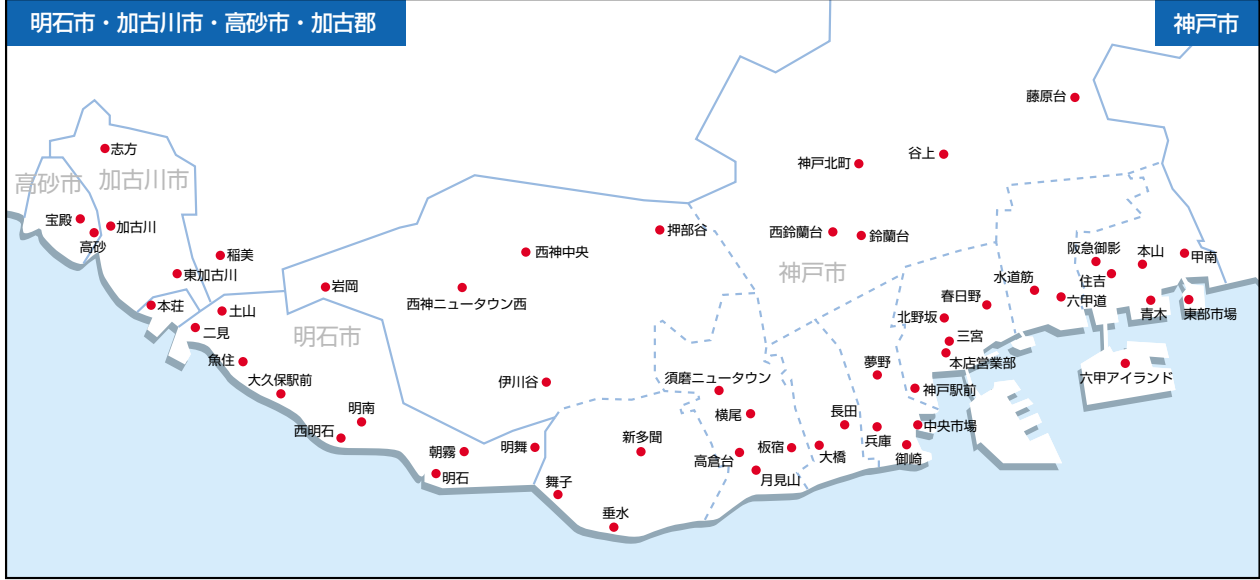 明石市・加古川市・高砂市・加古郡
神戸市
藤原台
志方
谷上
神戸北町
高砂市
加古川市
宝殿
加古川
高砂
押部谷
西鈴蘭台
鈴蘭台
阪急御影
本山
甲南
稲美
西神中央
東加古川
神戸市
住吉
水道筋
岩岡
西神ニュータウン西
春日野
六甲道
本荘
土山
北野坂
青木
東部市場
二見
明石市
三宮
魚住
本店営業部
夢野
大久保駅前
伊川谷
須磨ニュータウン
六甲アイランド
神戸駅前
明南
横尾
長田
中央市場
西明石
新多聞
兵庫
朝霧
明舞
高倉台
板宿
大橋
御崎
明石
月見山
舞子
垂水